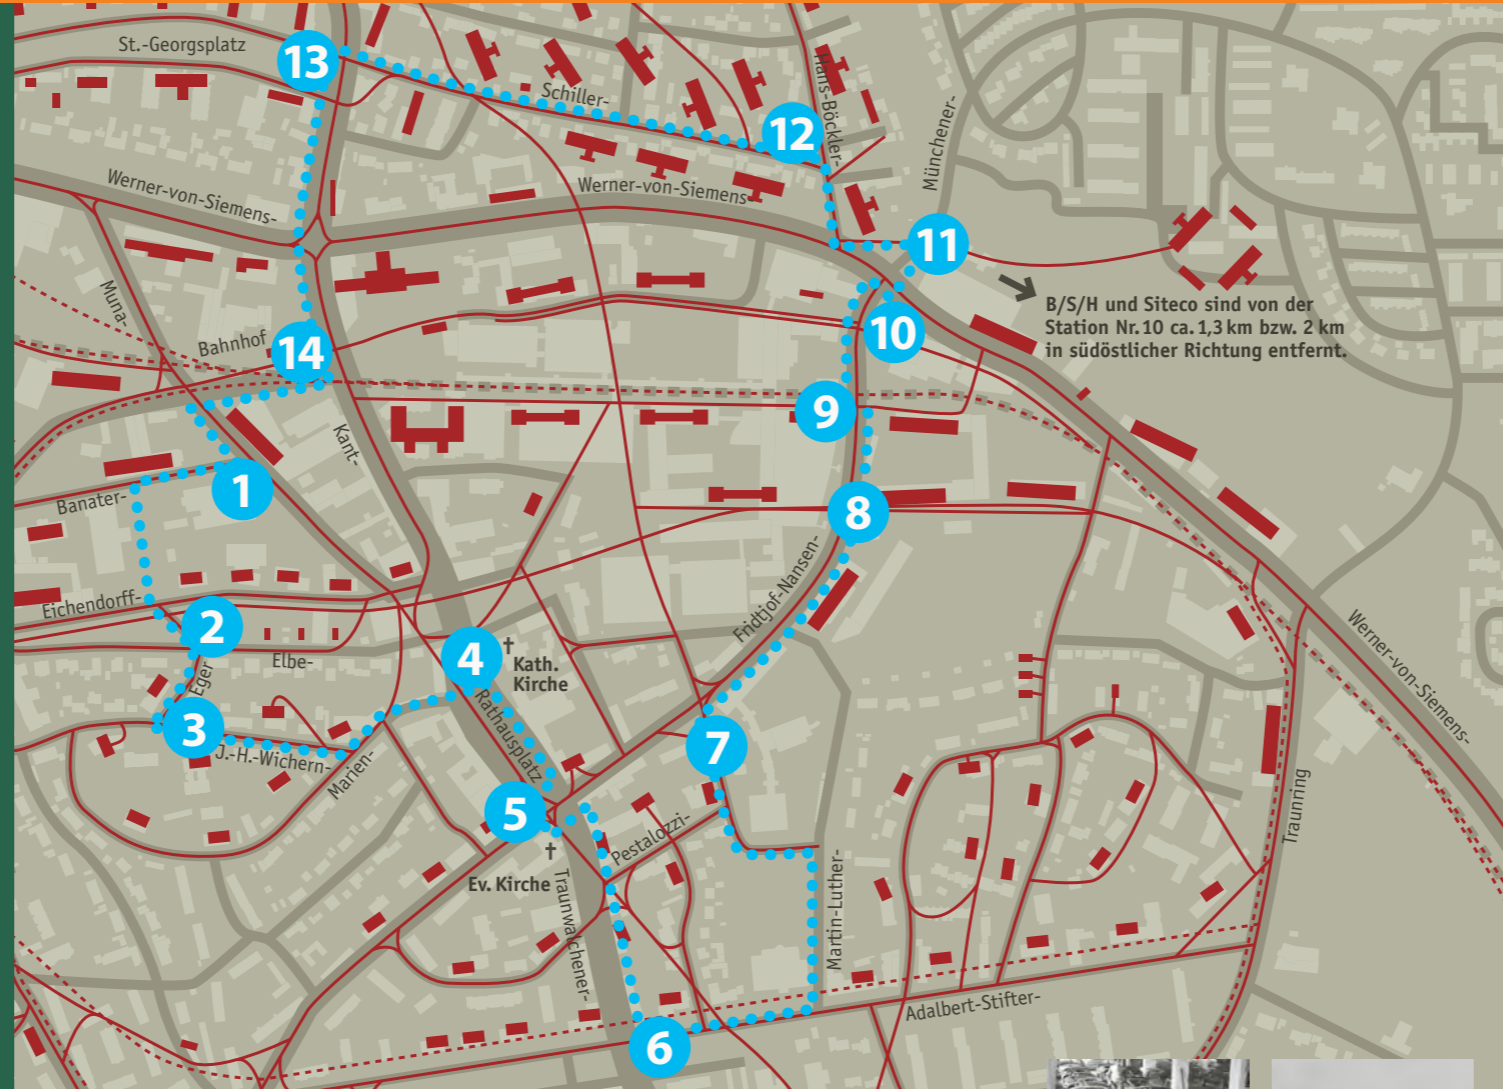 St.-Georgsplatz
13
Schiller-
12
Hans-Böckler-
Münchener-
Werner-von-Siemens-
Werner-von-Siemens-
11
B/S/H und Siteco sind von der
Station Nr. 10 ca. 1,3 km bzw. 2 km
in südöstlicher Richtung entfernt.
Muna-
Bahnhof
14
10
9
Kant-
1
Banater-
8
Fridtjof-Nansen-
Eichendorff-
2
Elbe-
Eger
4
Kath.
Kirche
Werner-von-Siemens-
3
J.-H.-Wichern-
Marien-
Rathausplatz
7
5
Pestalozzi-
Ev. Kirche
Traunwalchener-
Martin-Luther-
Traunring
Adalbert-Stifter-
6